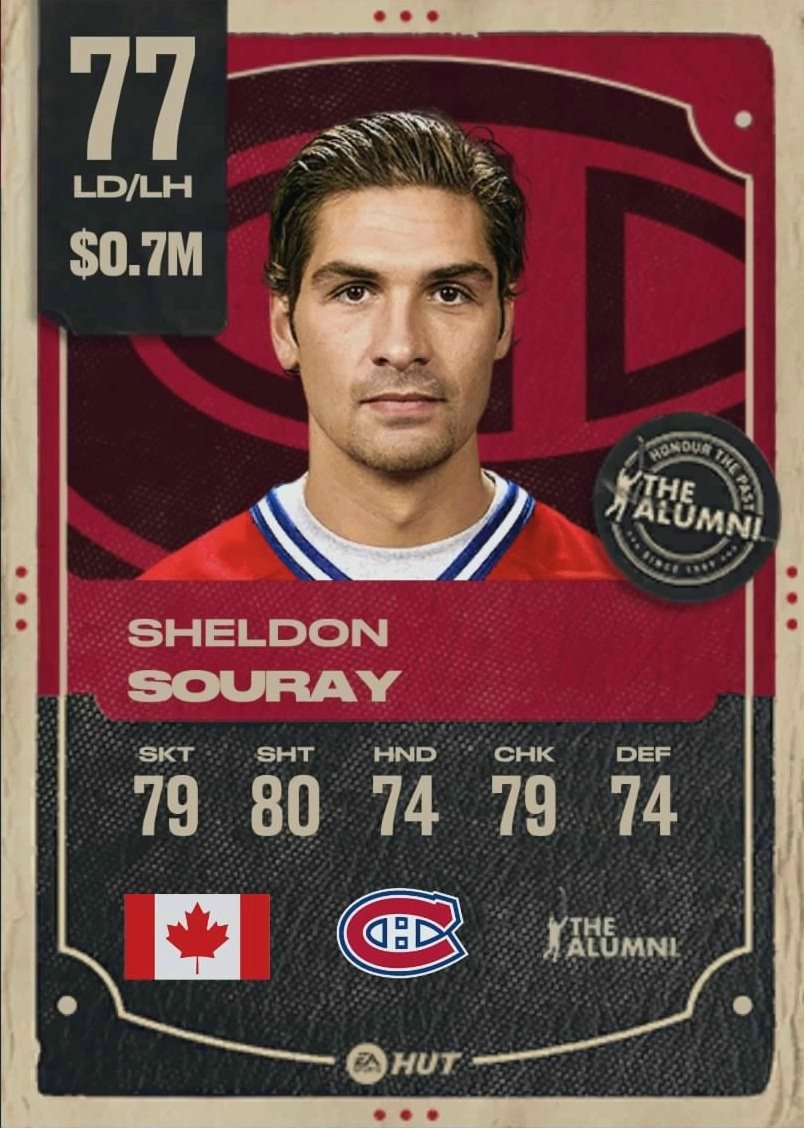 77
LD/LH
$0.7M
HONOUR THE PAST
THE
ALUMNI
SHELDON
SOURAY
SKT SHT HND CHK DEF
79 80 74 79 74
THE
ALUMNI
EA HUT